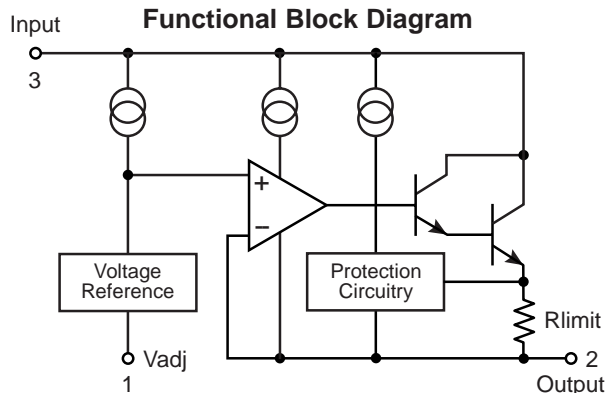 Functional Block Diagram
Input
3
+
−
Voltage
Reference
Protection
Circuitry
Rlimit
Vadj
1
2
Output